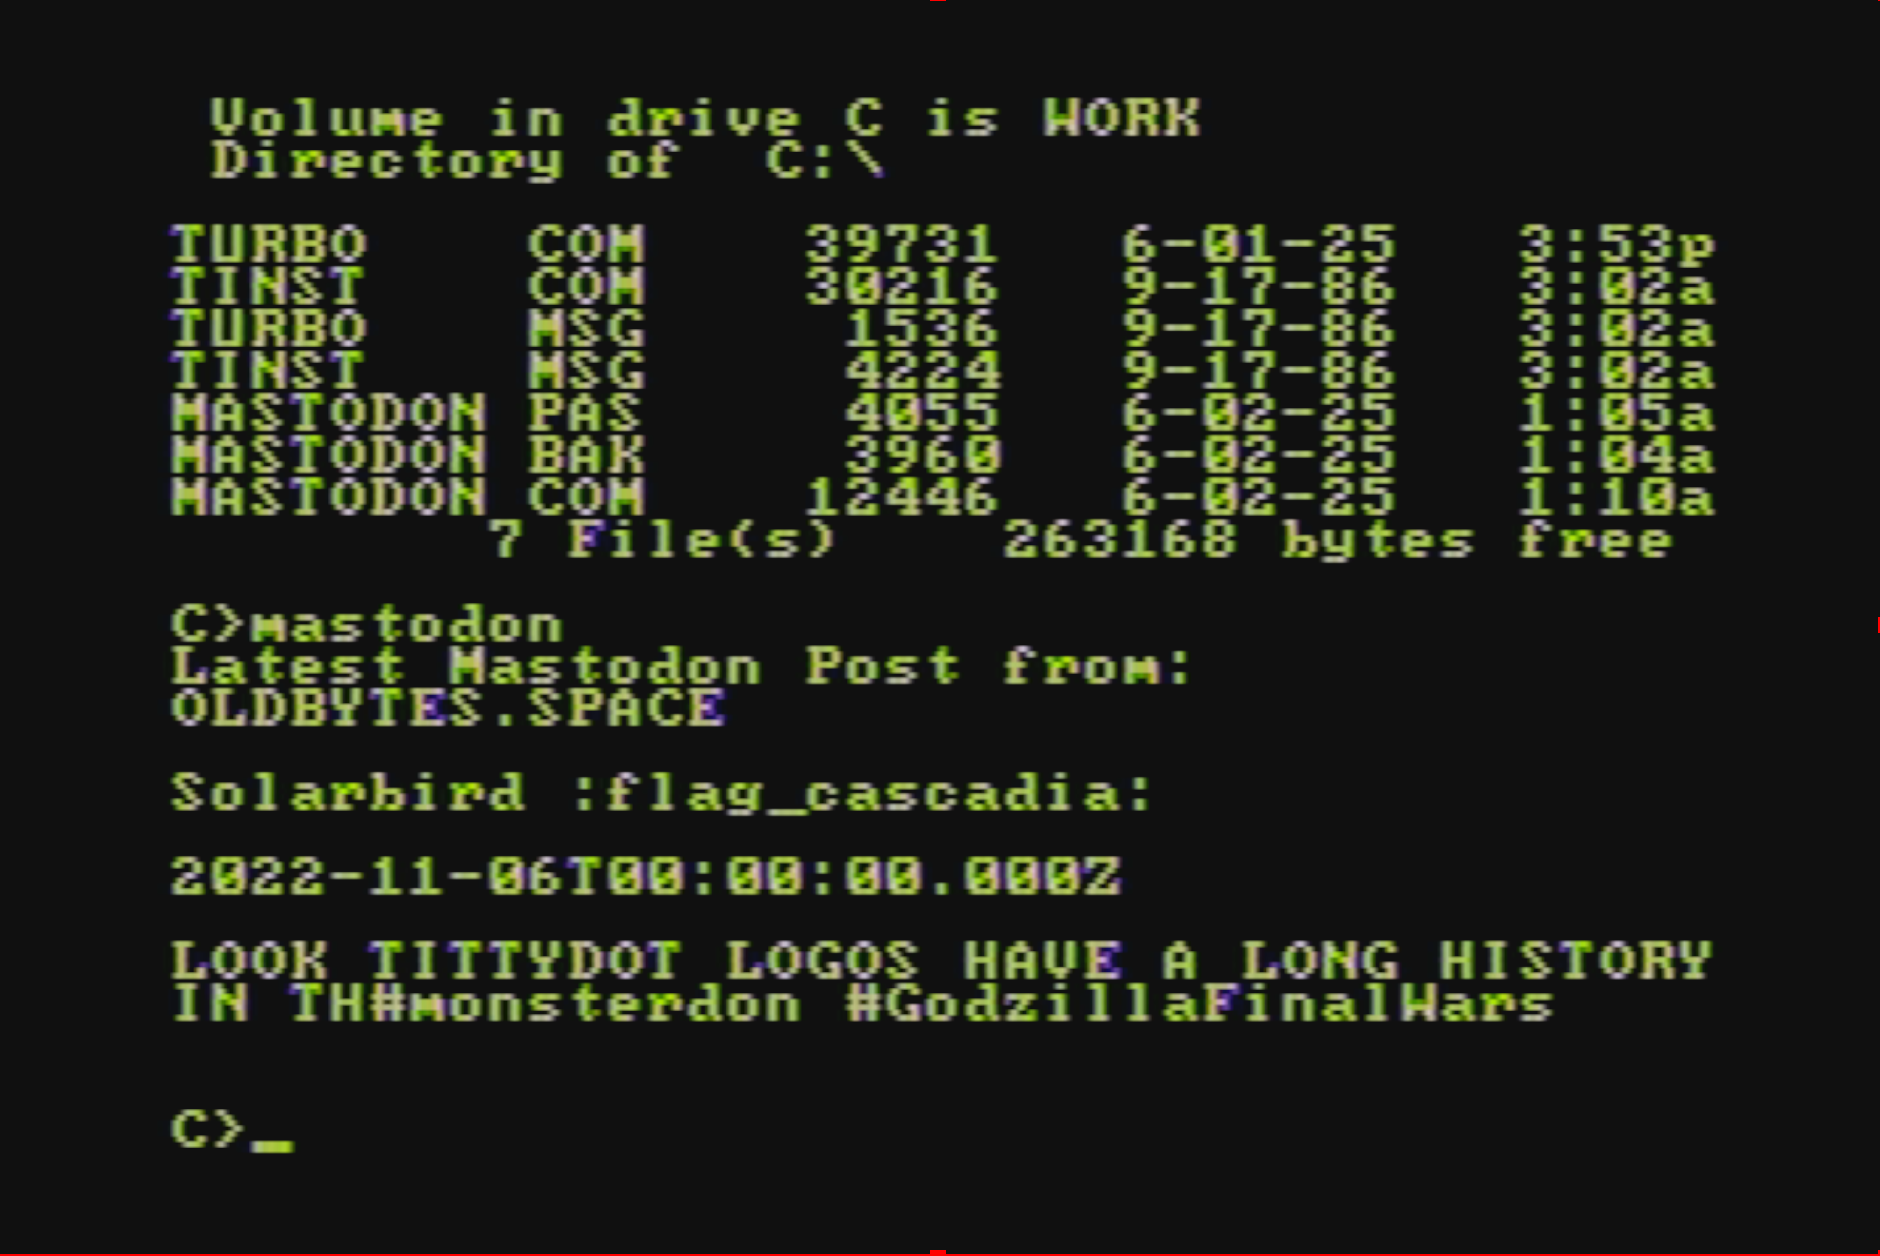 Volume in drive C is WORK
Directory of  C:\
TURBO    COM    39731   6-01-25   3:53p
TINST    COM    30216   9-17-86   3:02a
TURBO    MSG     1536   9-17-86   3:02a
TINST    MSG     4224   9-17-86   3:02a
MASTODON PAS     4055   6-02-25   1:05a
MASTODON BAK     3960   6-02-25   1:04a
MASTODON COM    12446   6-02-25   1:10a
7 File(s)    263168 bytes free
C>mastodon
Latest Mastodon Post from:
OLDBYTES.SPACE
Solarbird :flag_cascadia:
2022-11-06T00:00:00.000Z
LOOK TITTYDOT LOGOS HAVE A LONG HISTORY
IN TH#monsterdon #GodzillaFinalWars
C>_